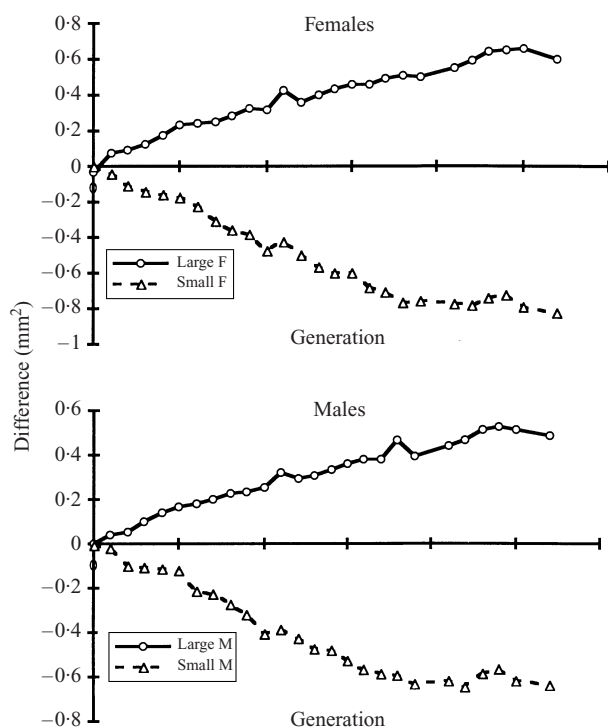 Females
0·8
0·6
0·4
0·2
0
0
−0·2
−0·4
−0·6
−0·8
−1
Large F
Small F
Generation
Difference (mm²)
Males
0·6
0·4
0·2
0
0
−0·2
−0·4
−0·6
−0·8
Large M
Small M
Generation